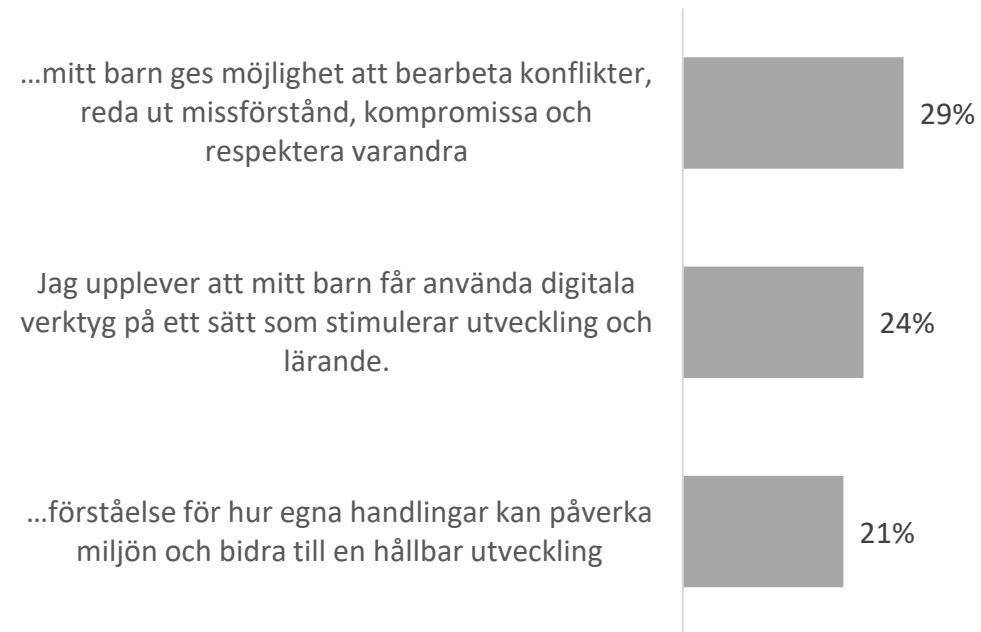 …mitt barn ges möjlighet att bearbeta konflikter,
reda ut missförstånd, kompromissa och
respektera varandra
29%
Jag upplever att mitt barn får använda digitala
verktyg på ett sätt som stimulerar utveckling och
lärande.
24%
…förståelse för hur egna handlingar kan påverka
miljön och bidra till en hållbar utveckling
21%